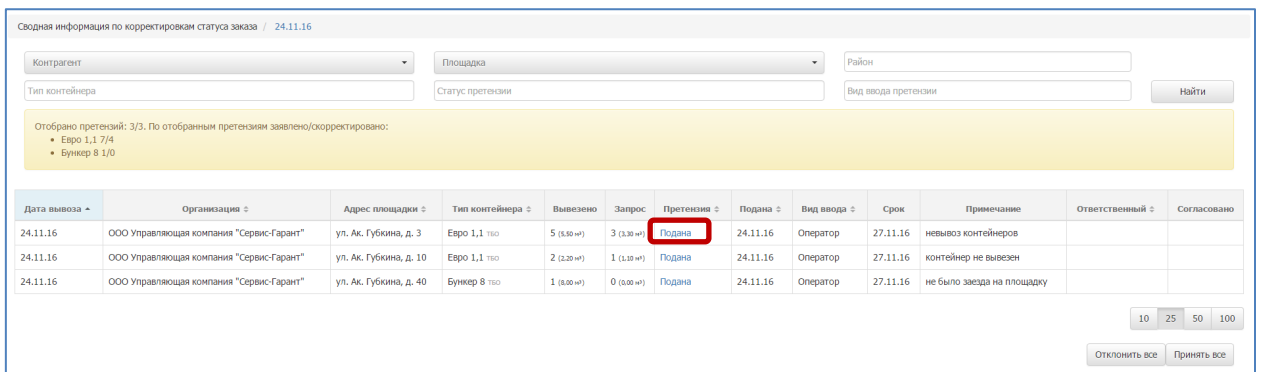 Сводная информация по корректировкам статуса заказа / 24.11.16
Контрагент Площадка Район
Тип контейнера Статус претензии Вид ввода претензии Найти
Отобрано претензий: 3/3. По отобранным претензиям заявлено/скорректировано:
• Евро 1,1 7/4
• Бункер 8 1/0
Дата вывоза Организация Адрес площадки Тип контейнера Вывезено Запрос Претензия Подана Вид ввода Срок Примечание Ответственный Согласовано
24.11.16 ООО Управляющая компания "Сервис-Гарант" ул. Ак. Губкина, д. 3 Евро 1,1 ТБО 5 (5.50 м³) 3 (3.30 м³) Подана 24.11.16 Оператор 27.11.16 невывоз контейнеров
24.11.16 ООО Управляющая компания "Сервис-Гарант" ул. Ак. Губкина, д. 10 Евро 1,1 ТБО 2 (2.20 м³) 1 (1.10 м³) Подана 24.11.16 Оператор 27.11.16 контейнер не вывезен
24.11.16 ООО Управляющая компания "Сервис-Гарант" ул. Ак. Губкина, д. 40 Бункер 8 ТБО 1 (8.00 м³) 0 (0.00 м³) Подана 24.11.16 Оператор 27.11.16 не было заезда на площадку
10 25 50 100
Отклонить все Принять все